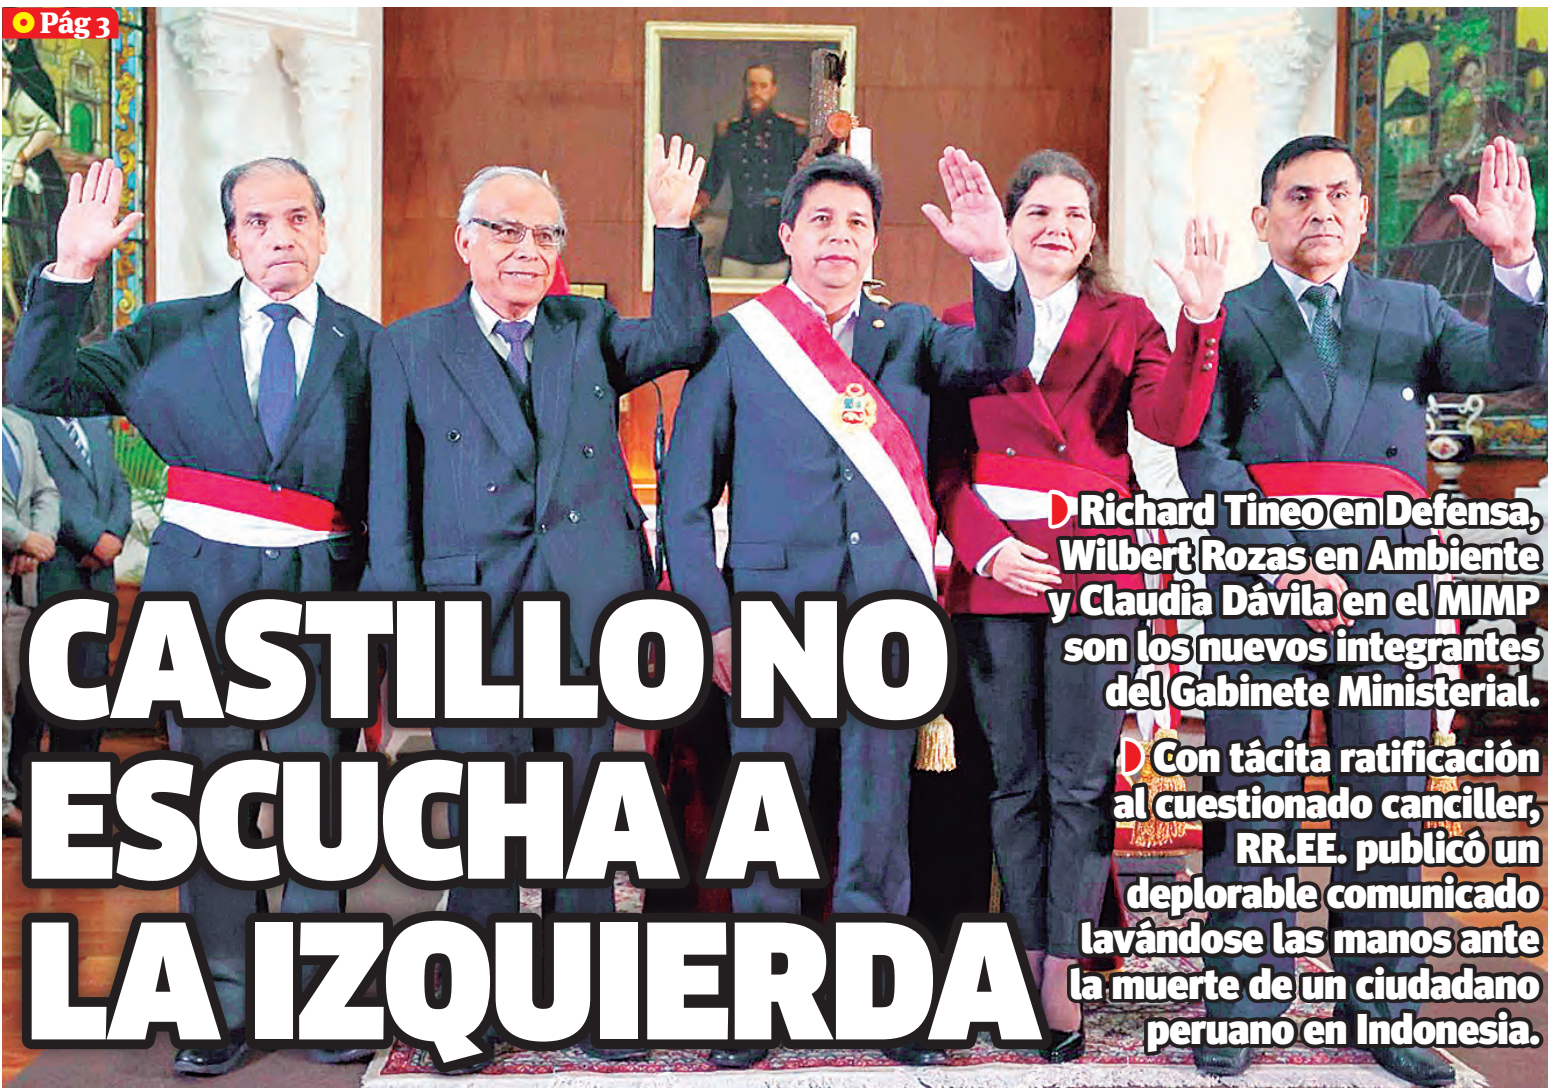 Pág 3
CASTILLO NO
ESCUCHA A
LA IZQUIERDA
Richard Tineo en Defensa,
Wilbert Rozas en Ambiente
y Claudia Dávila en el MIMP
son los nuevos integrantes
del Gabinete Ministerial.
Con tácita ratificación
al cuestionado canciller,
RR.EE. publicó un
deplorable comunicado
lavándose las manos ante
la muerte de un ciudadano
peruano en Indonesia.